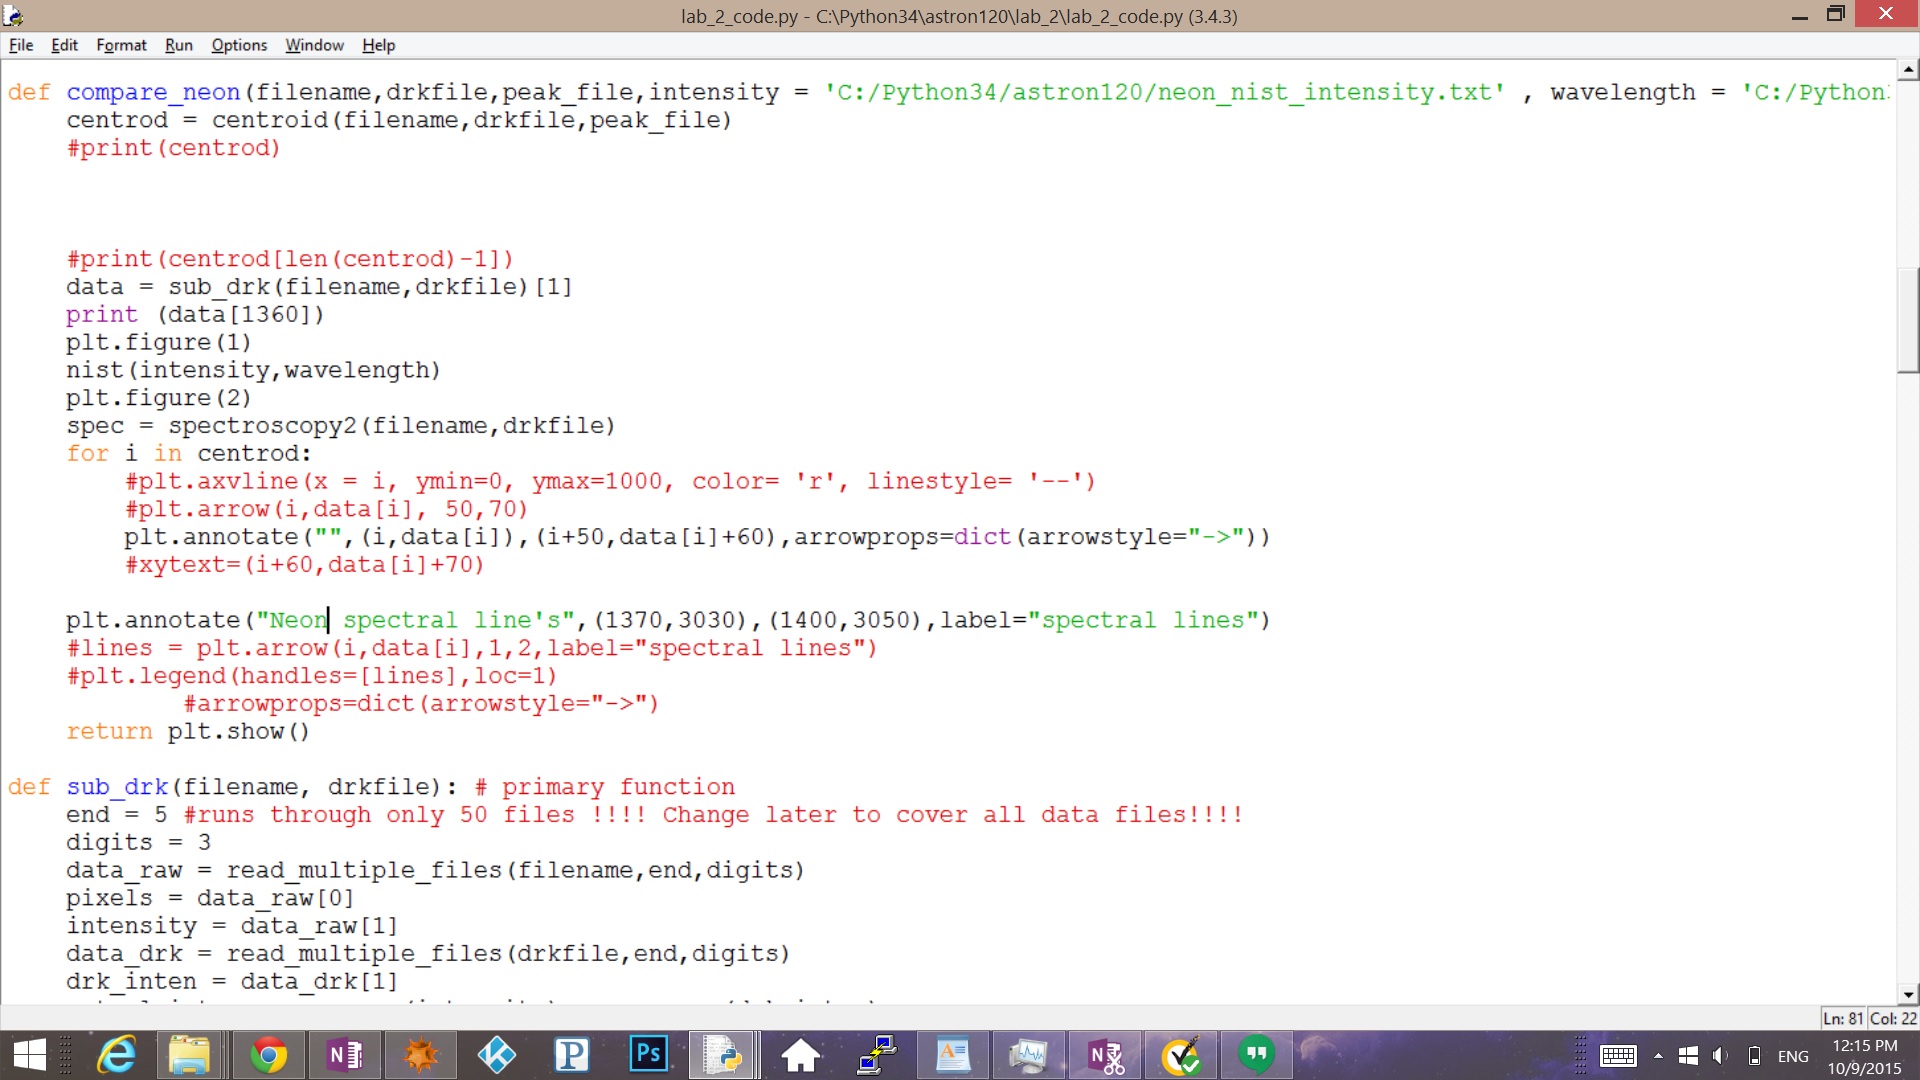 lab_2_code.py - C:\Python34\astron120\lab_2\lab_2_code.py (3.4.3)
File Edit Format Run Options Window Help
def compare_neon(filename,drkfile,peak_file,intensity = 'C:/Python34/astron120/neon_nist_intensity.txt' , wavelength = 'C:/Python
    centrod = centroid(filename,drkfile,peak_file)
    #print(centrod)
    #print(centrod[len(centrod)-1])
    data = sub_drk(filename,drkfile)[1]
    print (data[1360])
    plt.figure(1)
    nist(intensity,wavelength)
    plt.figure(2)
    spec = spectroscopy2(filename,drkfile)
    for i in centrod:
        #plt.axvline(x = i, ymin=0, ymax=1000, color= 'r', linestyle= '--')
        #plt.arrow(i,data[i], 50,70)
        plt.annotate("",(i,data[i]),(i+50,data[i]+60),arrowprops=dict(arrowstyle="->"))
        #xytext=(i+60,data[i]+70)
    plt.annotate("Neon spectral line's",(1370,3030),(1400,3050),label="spectral lines")
    #lines = plt.arrow(i,data[i],1,2,label="spectral lines")
    #plt.legend(handles=[lines],loc=1)
            #arrowprops=dict(arrowstyle="->")
    return plt.show()
def sub_drk(filename, drkfile): # primary function
    end = 5 #runs through only 50 files !!!! Change later to cover all data files!!!!
    digits = 3
    data_raw = read_multiple_files(filename,end,digits)
    pixels = data_raw[0]
    intensity = data_raw[1]
    data_drk = read_multiple_files(drkfile,end,digits)
    drk_inten = data_drk[1]
Ln: 81 Col: 22
N P Ps A N ENG 12:15 PM
10/9/2015